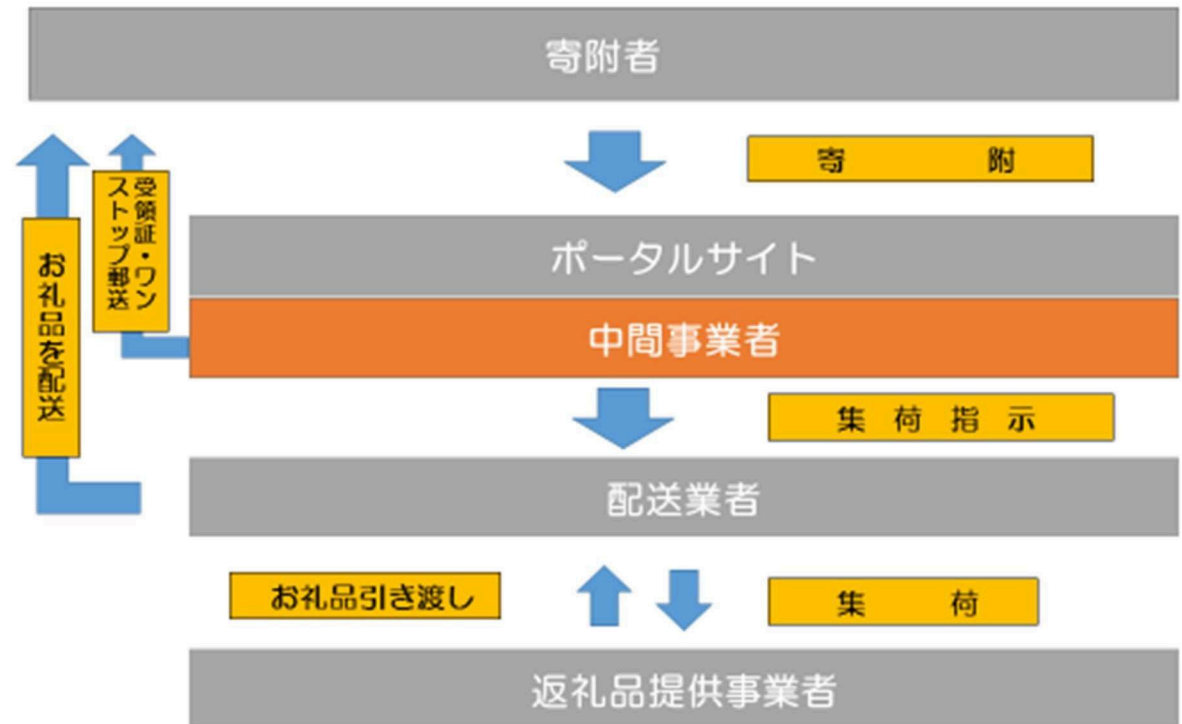 寄附者
寄附
ポータルサイト
受領証・ワン
ストップ郵送
お礼品を配送
中間事業者
集荷指示
配送業者
お礼品引き渡し
集荷
返礼品提供事業者